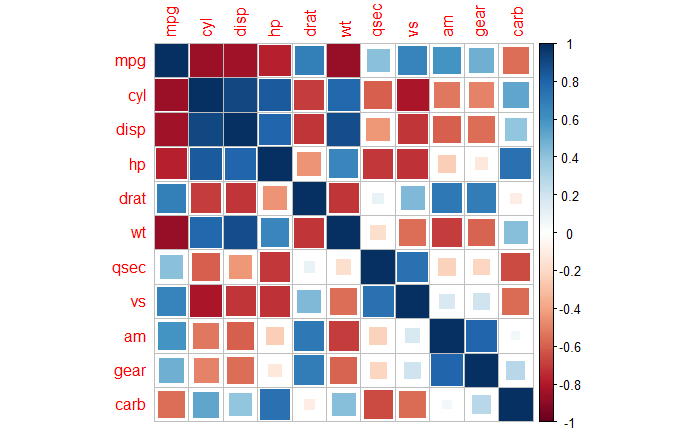 mpg cyl disp hp drat wt qsec vs am gear carb
mpg
cyl
disp
hp
drat
wt
qsec
vs
am
gear
carb
1
0.8
0.6
0.4
0.2
0
-0.2
-0.4
-0.6
-0.8
-1